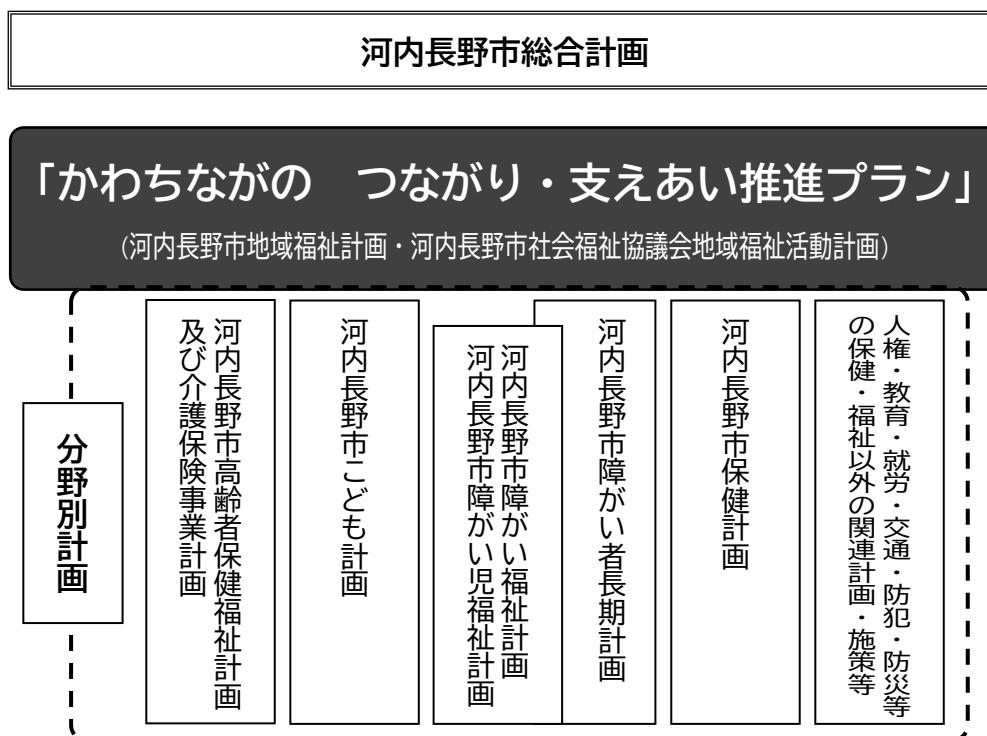 河内長野市総合計画
「かわちながの　つながり・支えあい推進プラン」
(河内長野市地域福祉計画・河内長野市社会福祉協議会地域福祉活動計画)
分野別計画
河内長野市高齢者保健福祉計画
及び介護保険事業計画
河内長野市こども計画
河内長野市障がい福祉計画
河内長野市障がい児福祉計画
河内長野市障がい者長期計画
河内長野市保健計画
人権・教育・就労・交通・防犯・防災等
の保健・福祉以外の関連計画・施策等